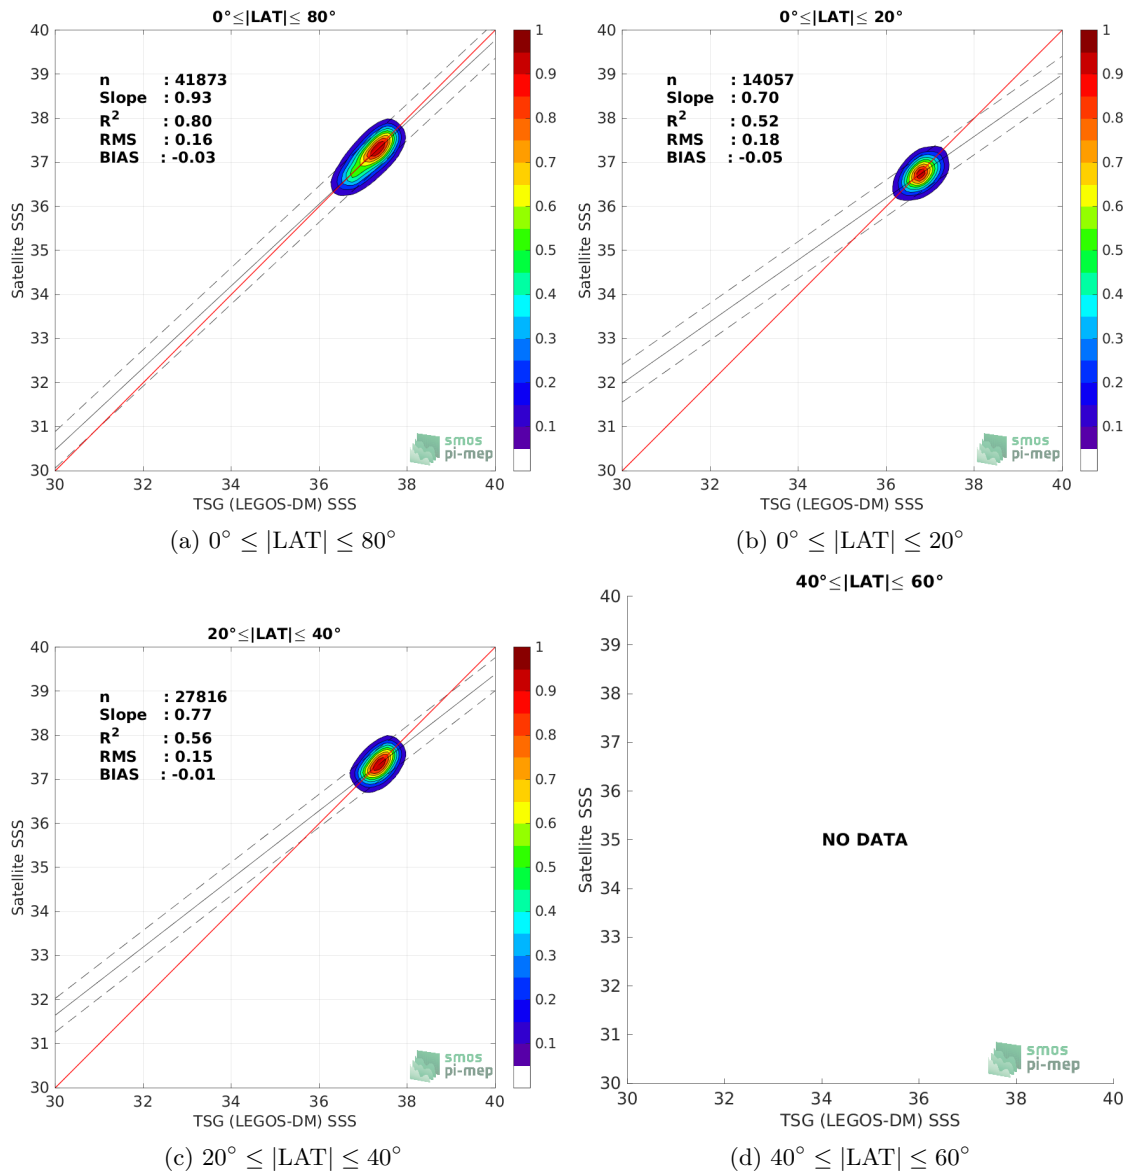 0°≤|LAT|≤ 80°
40
39
38
37
36
35
34
33
32
31
30
Satellite SSS
n : 41873
Slope : 0.93
R2 : 0.80
RMS : 0.16
BIAS : -0.03
smos
pi-mep
30 32 34 36 38 40
TSG (LEGOS-DM) SSS
1
0.9
0.8
0.7
0.6
0.5
0.4
0.3
0.2
0.1
(a) 0° ≤ |LAT| ≤ 80°
0°≤|LAT|≤ 20°
40
39
38
37
36
35
34
33
32
31
30
Satellite SSS
n : 14057
Slope : 0.70
R2 : 0.52
RMS : 0.18
BIAS : -0.05
smos
pi-mep
30 32 34 36 38 40
TSG (LEGOS-DM) SSS
1
0.9
0.8
0.7
0.6
0.5
0.4
0.3
0.2
0.1
(b) 0° ≤ |LAT| ≤ 20°
20°≤|LAT|≤ 40°
40
39
38
37
36
35
34
33
32
31
30
Satellite SSS
n : 27816
Slope : 0.77
R2 : 0.56
RMS : 0.15
BIAS : -0.01
smos
pi-mep
30 32 34 36 38 40
TSG (LEGOS-DM) SSS
1
0.9
0.8
0.7
0.6
0.5
0.4
0.3
0.2
0.1
(c) 20° ≤ |LAT| ≤ 40°
40°≤|LAT|≤ 60°
40
39
38
37
36
35
34
33
32
31
30
Satellite SSS
NO DATA
smos
pi-mep
30 32 34 36 38 40
TSG (LEGOS-DM) SSS
(d) 40° ≤ |LAT| ≤ 60°